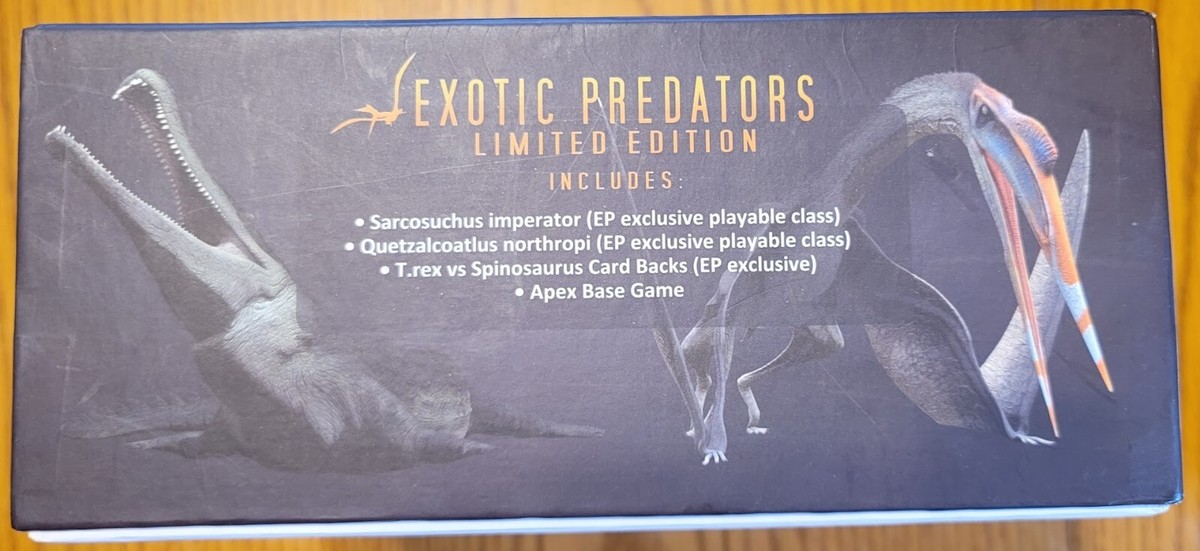 EXOTIC PREDATORS
LIMITED EDITION
INCLUDES:
• Sarcosuchus imperator (EP exclusive playable class)
• Quetzalcoatlus northropi (EP exclusive playable class)
• T.rex vs Spinosaurus Card Backs (EP exclusive)
• Apex Base Game